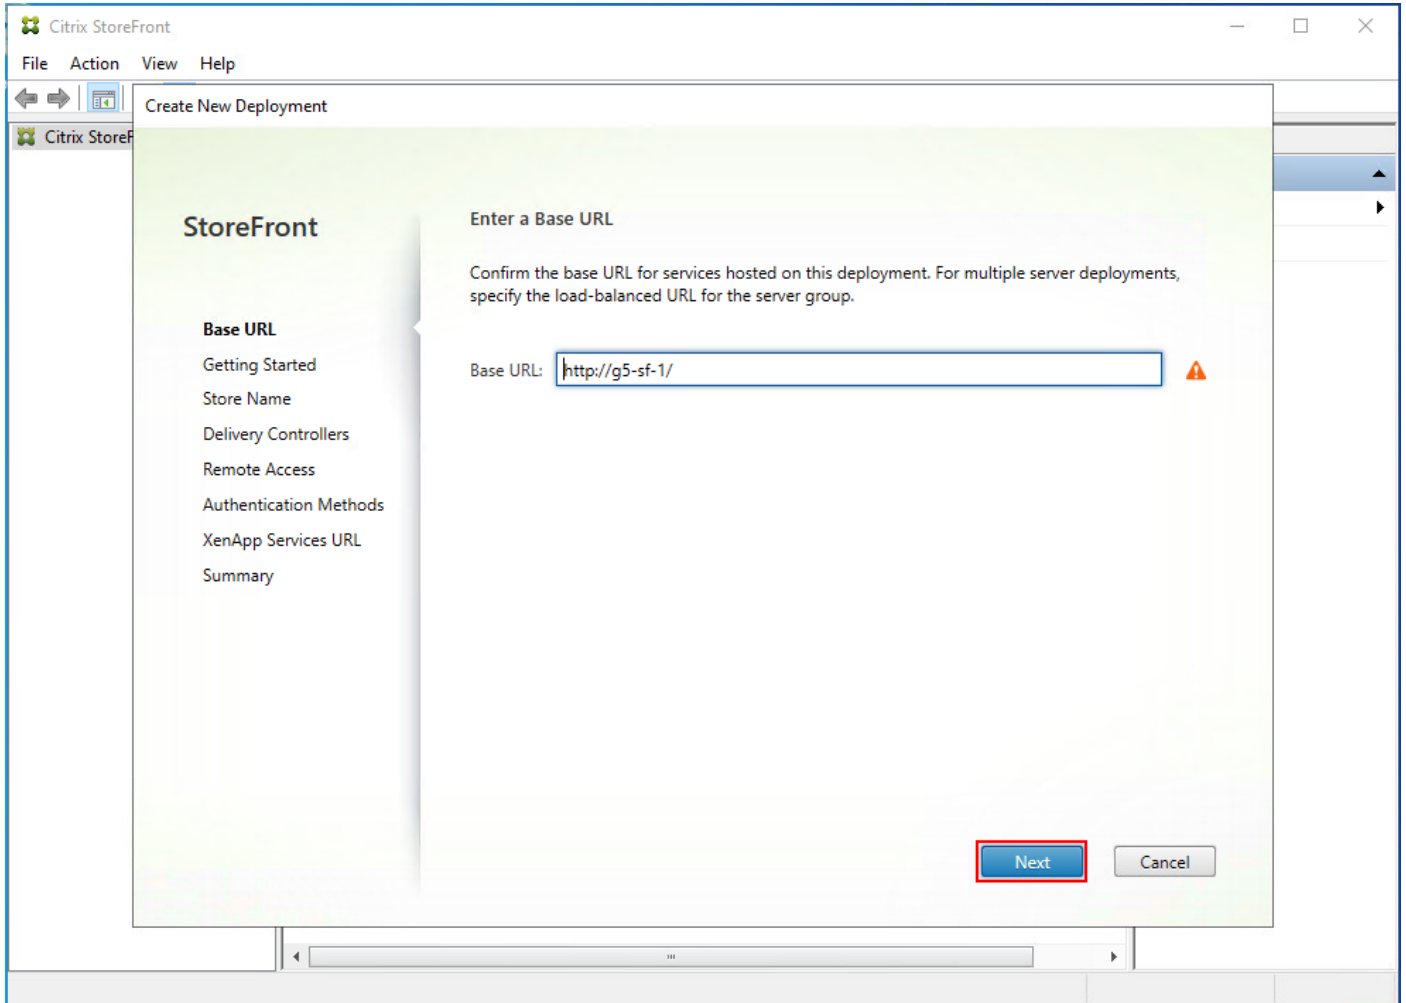 Citrix StoreFront
File Action View Help
Create New Deployment
Citrix StoreF
StoreFront
Base URL
Getting Started
Store Name
Delivery Controllers
Remote Access
Authentication Methods
XenApp Services URL
Summary
Enter a Base URL
Confirm the base URL for services hosted on this deployment. For multiple server deployments,
specify the load-balanced URL for the server group.
Base URL: http://g5-sf-1/
Next Cancel